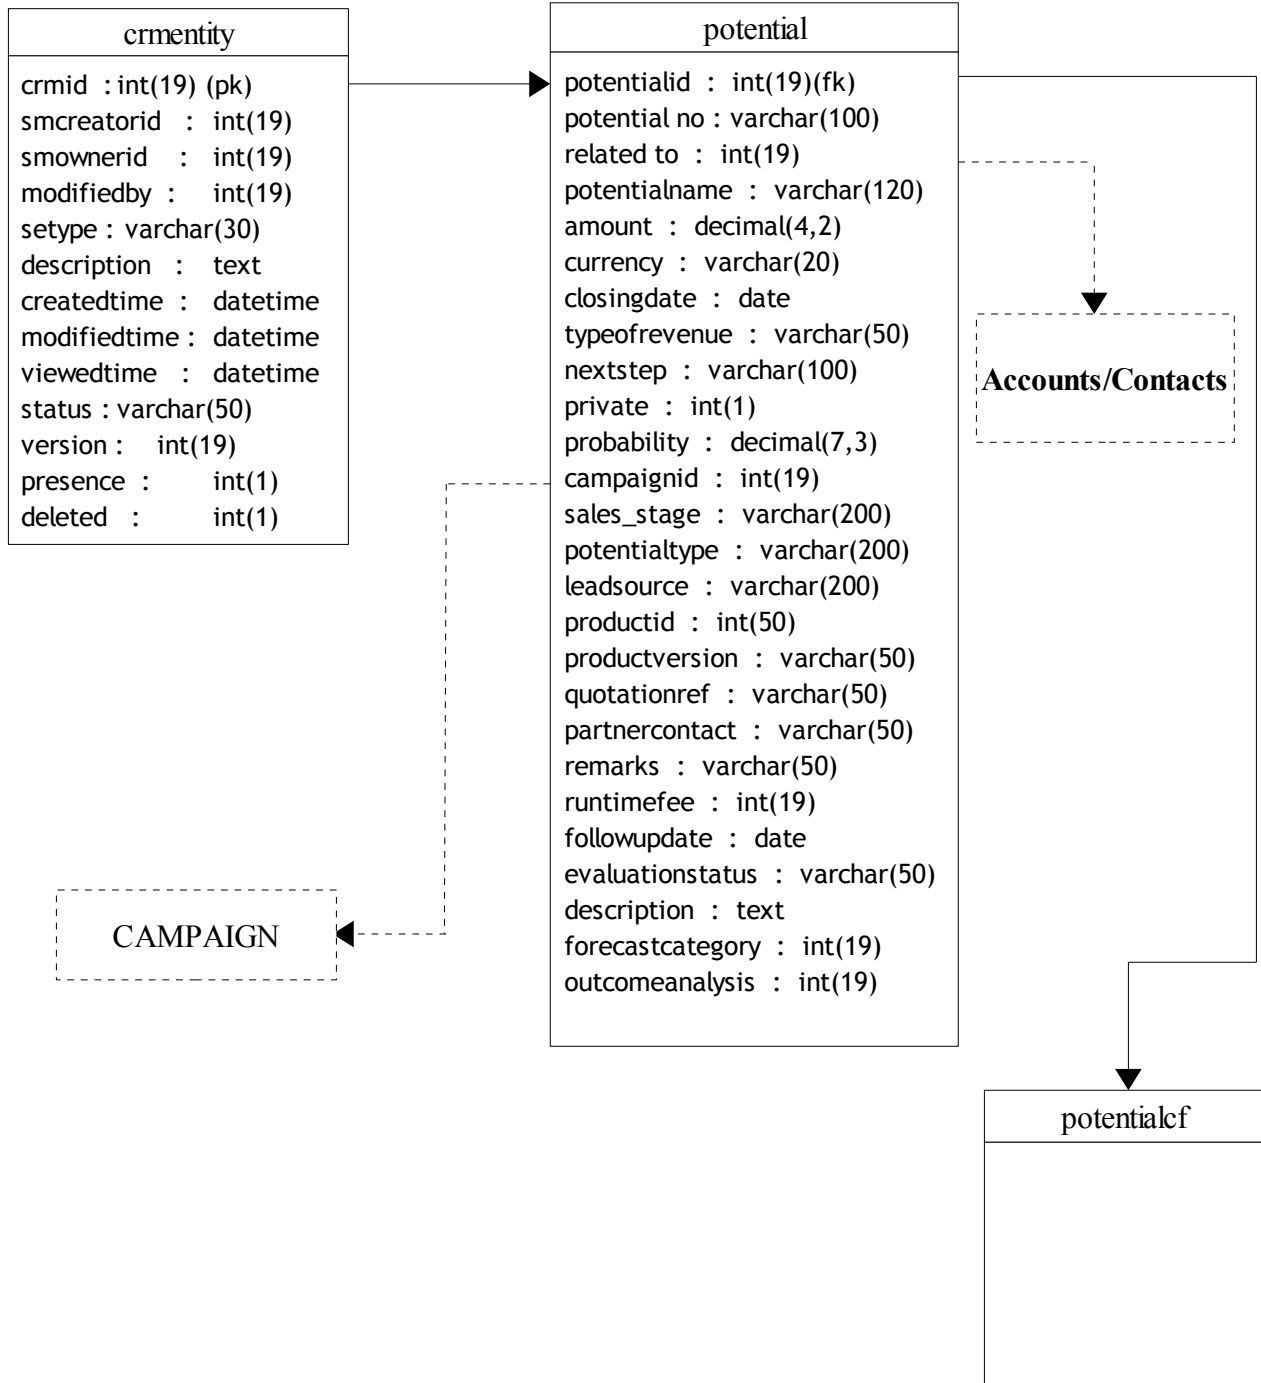 crmentity
crmid : int(19) (pk)
smcreatorid : int(19)
smownerid : int(19)
modifiedby : int(19)
setype : varchar(30)
description : text
createdtime : datetime
modifiedtime : datetime
viewedtime : datetime
status : varchar(50)
version : int(19)
presence : int(1)
deleted : int(1)
potential
potentialid : int(19)(fk)
potential no : varchar(100)
related to : int(19)
potentialname : varchar(120)
amount : decimal(4,2)
currency : varchar(20)
closingdate : date
typeofrevenue : varchar(50)
nextstep : varchar(100)
private : int(1)
probability : decimal(7,3)
campaignid : int(19)
sales_stage : varchar(200)
potentialtype : varchar(200)
leadsource : varchar(200)
productid : int(50)
productversion : varchar(50)
quotationref : varchar(50)
partnercontact : varchar(50)
remarks : varchar(50)
runtimefee : int(19)
followupdate : date
evaluationstatus : varchar(50)
description : text
forecastcategory : int(19)
outcomeanalysis : int(19)
Accounts/Contacts
CAMPAIGN
potentialcf